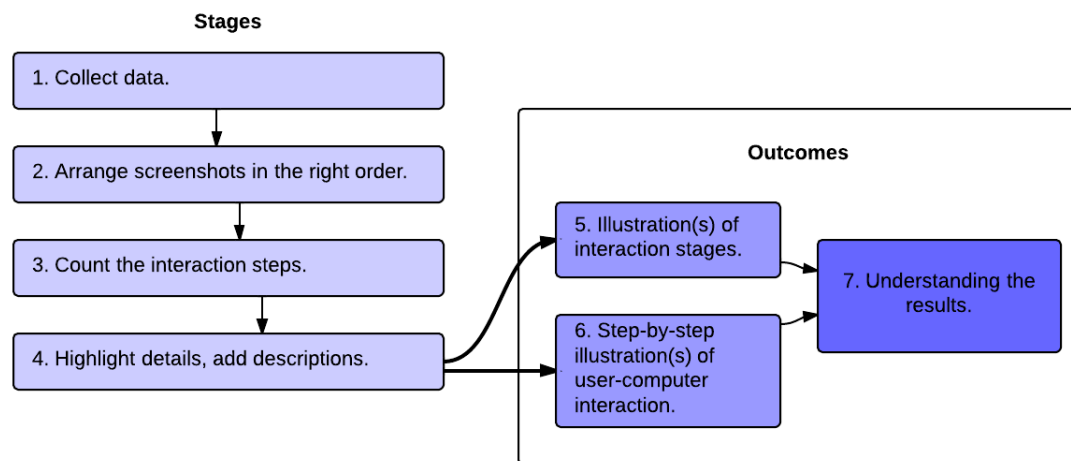 Stages
1. Collect data.
2. Arrange screenshots in the right order.
3. Count the interaction steps.
4. Highlight details, add descriptions.
Outcomes
5. Illustration(s) of
interaction stages.
6. Step-by-step
illustration(s) of
user-computer
interaction.
7. Understanding the
results.